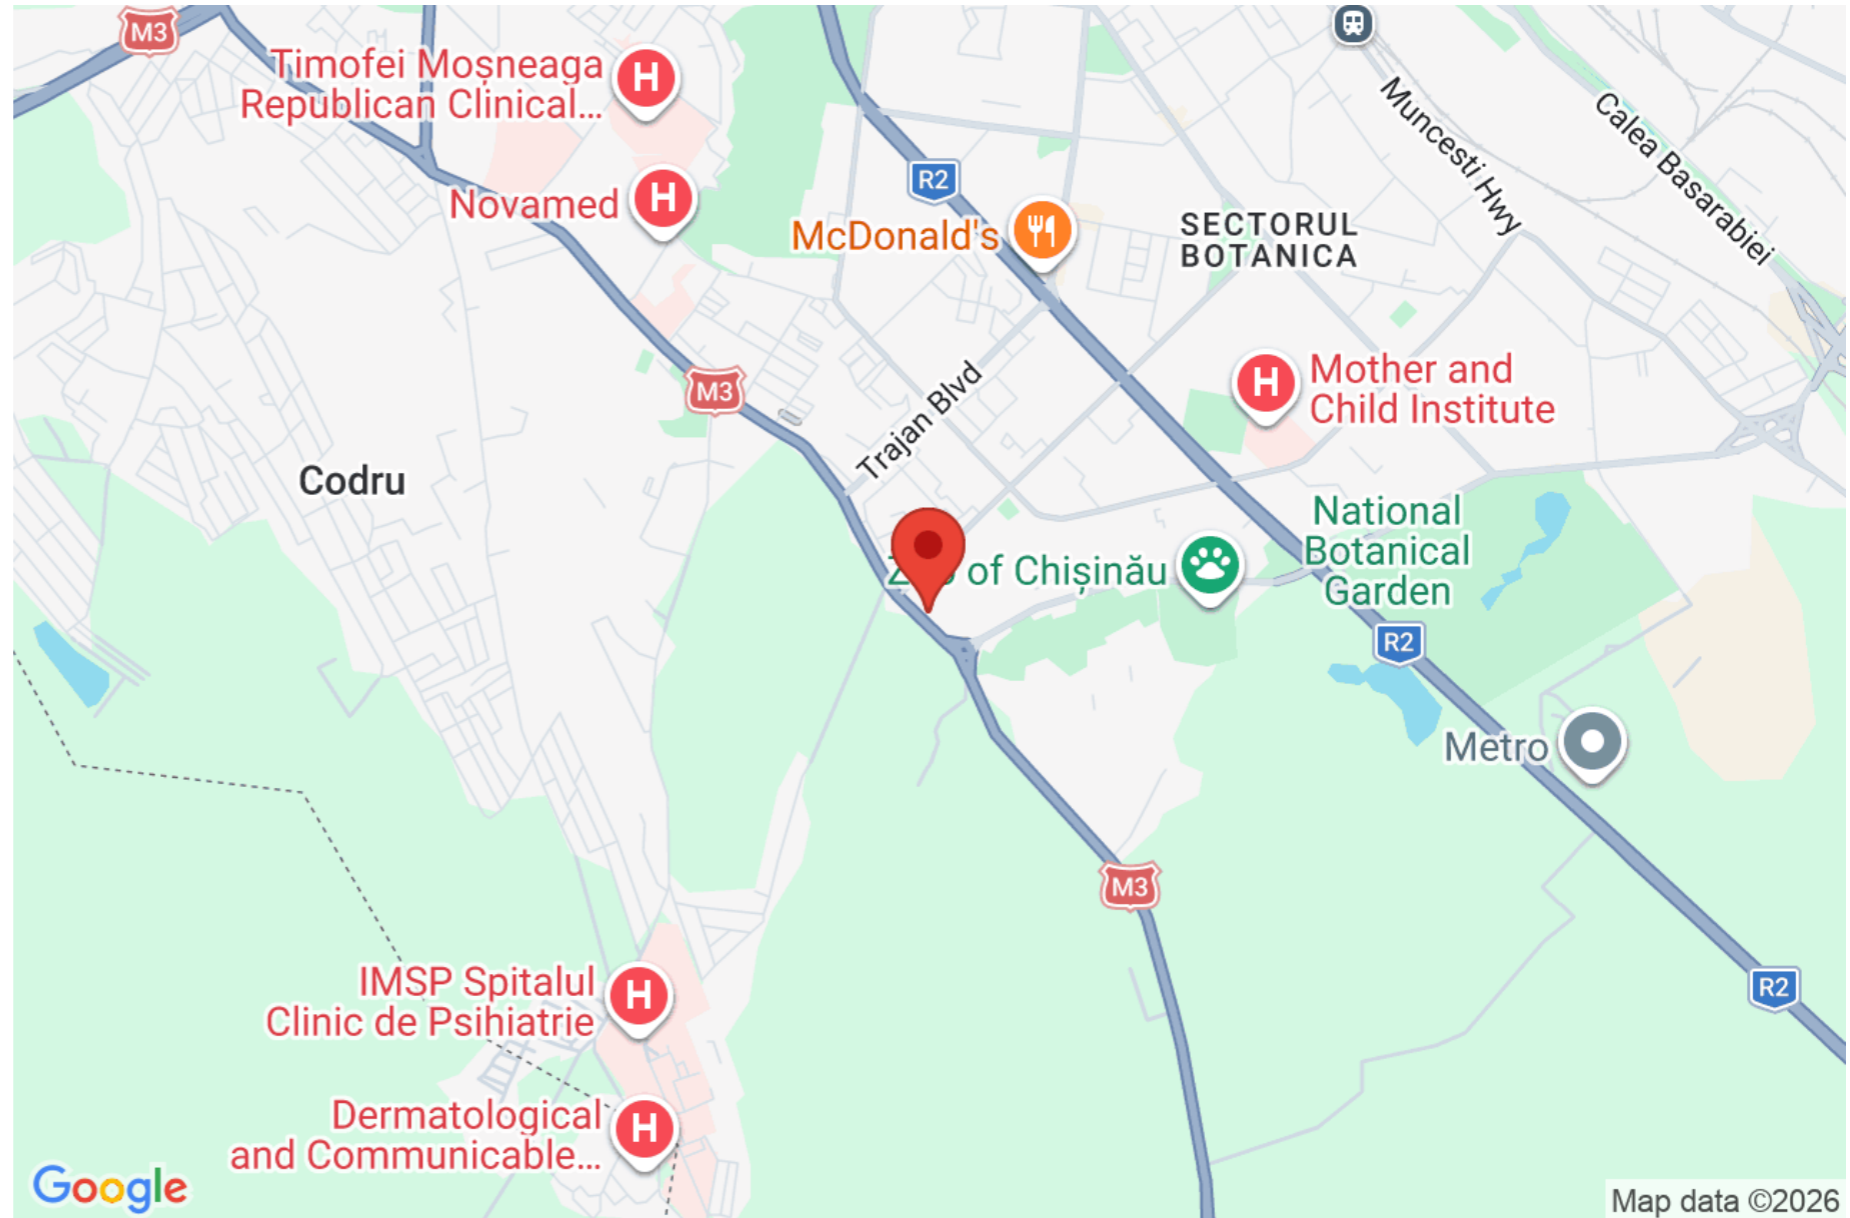 M3
Timofei Moșneaga
Republican Clinical...
Novamed
R2
McDonald's
SECTORUL
BOTANICA
Muncesti Hwy
Calea Basarabiei
M3
Trajan Blvd
Mother and
Child Institute
Codru
of Chișinău
National
Botanical
Garden
R2
Metro
M3
IMSP Spitalul
Clinic de Psihiatrie
R2
Dermatological
and Communicable...
Google
Map data ©2026